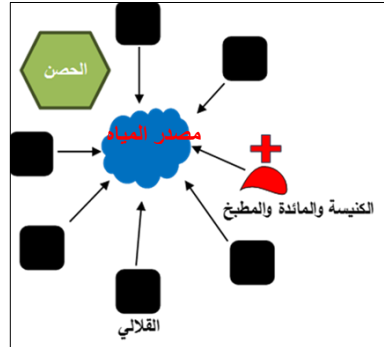 الحصن
مصدر المياه
الكنيسة والمائدة والمطبخ
القلالي